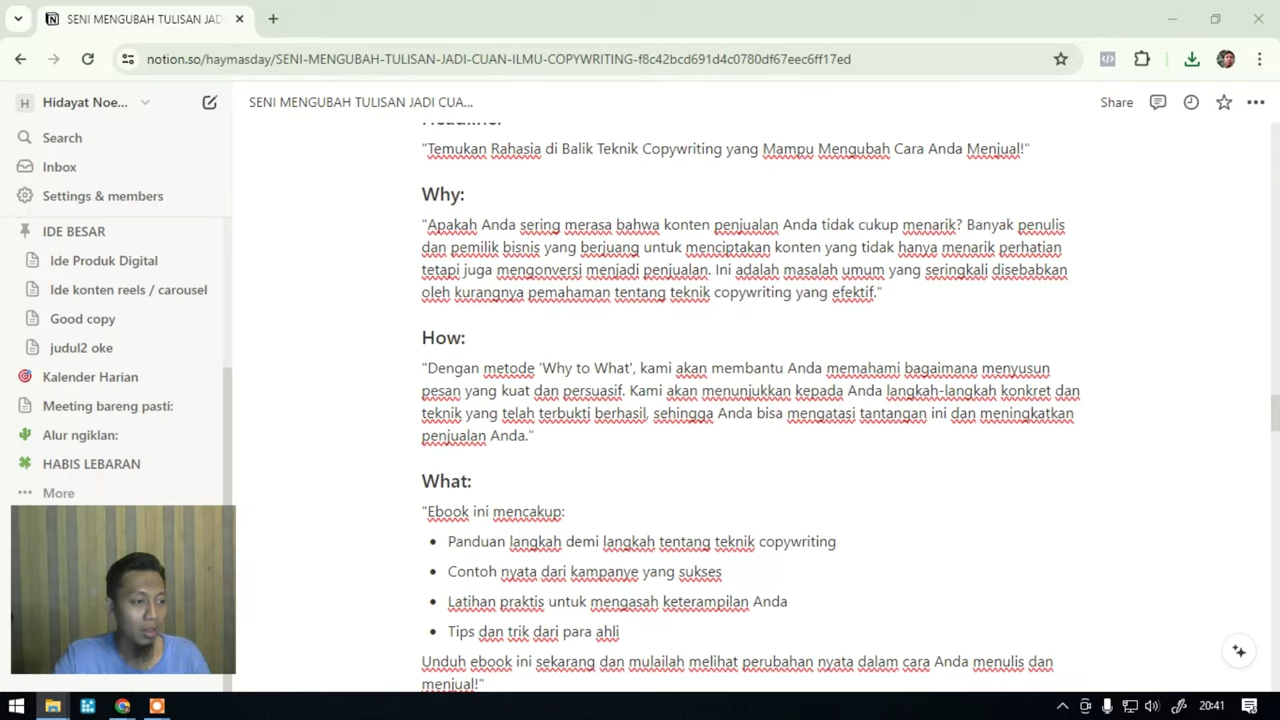 SENI MENGUBAH TULISAN JAD
notion.so/haymasday/SENI-MENGUBAH-TULISAN-JADI-CUAN-ILMU-COPYWRITING-f8c42bcd691d4c0780df67eec6ff17ed
H Hidayat Noe...
SENI MENGUBAH TULISAN JADI CUA...
Share
Search
Inbox
Settings & members
IDE BESAR
Ide Produk Digital
Ide konten reels / carousel
Good copy
judul2 oke
Kalender Harian
Meeting bareng pasti:
Alur ngiklan:
HABIS LEBARAN
More
Headline:
"Temukan Rahasia di Balik Teknik Copywriting yang Mampu Mengubah Cara Anda Menjual!"
Why:
"Apakah Anda sering merasa bahwa konten penjualan Anda tidak cukup menarik? Banyak penulis
dan pemilik bisnis yang berjuang untuk menciptakan konten yang tidak hanya menarik perhatian
tetapi juga mengonversi menjadi penjualan. Ini adalah masalah umum yang seringkali disebabkan
oleh kurangnya pemahaman tentang teknik copywriting yang efektif."
How:
"Dengan metode 'Why to What', kami akan membantu Anda memahami bagaimana menyusun
pesan yang kuat dan persuasif. Kami akan menunjukkan kepada Anda langkah-langkah konkret dan
teknik yang telah terbukti berhasil, sehingga Anda bisa mengatasi tantangan ini dan meningkatkan
penjualan Anda."
What:
"Ebook ini mencakup:
• Panduan langkah demi langkah tentang teknik copywriting
• Contoh nyata dari kampanye yang sukses
• Latihan praktis untuk mengasah keterampilan Anda
• Tips dan trik dari para ahli
Unduh ebook ini sekarang dan mulailah melihat perubahan nyata dalam cara Anda menulis dan
menjual!"
20:41